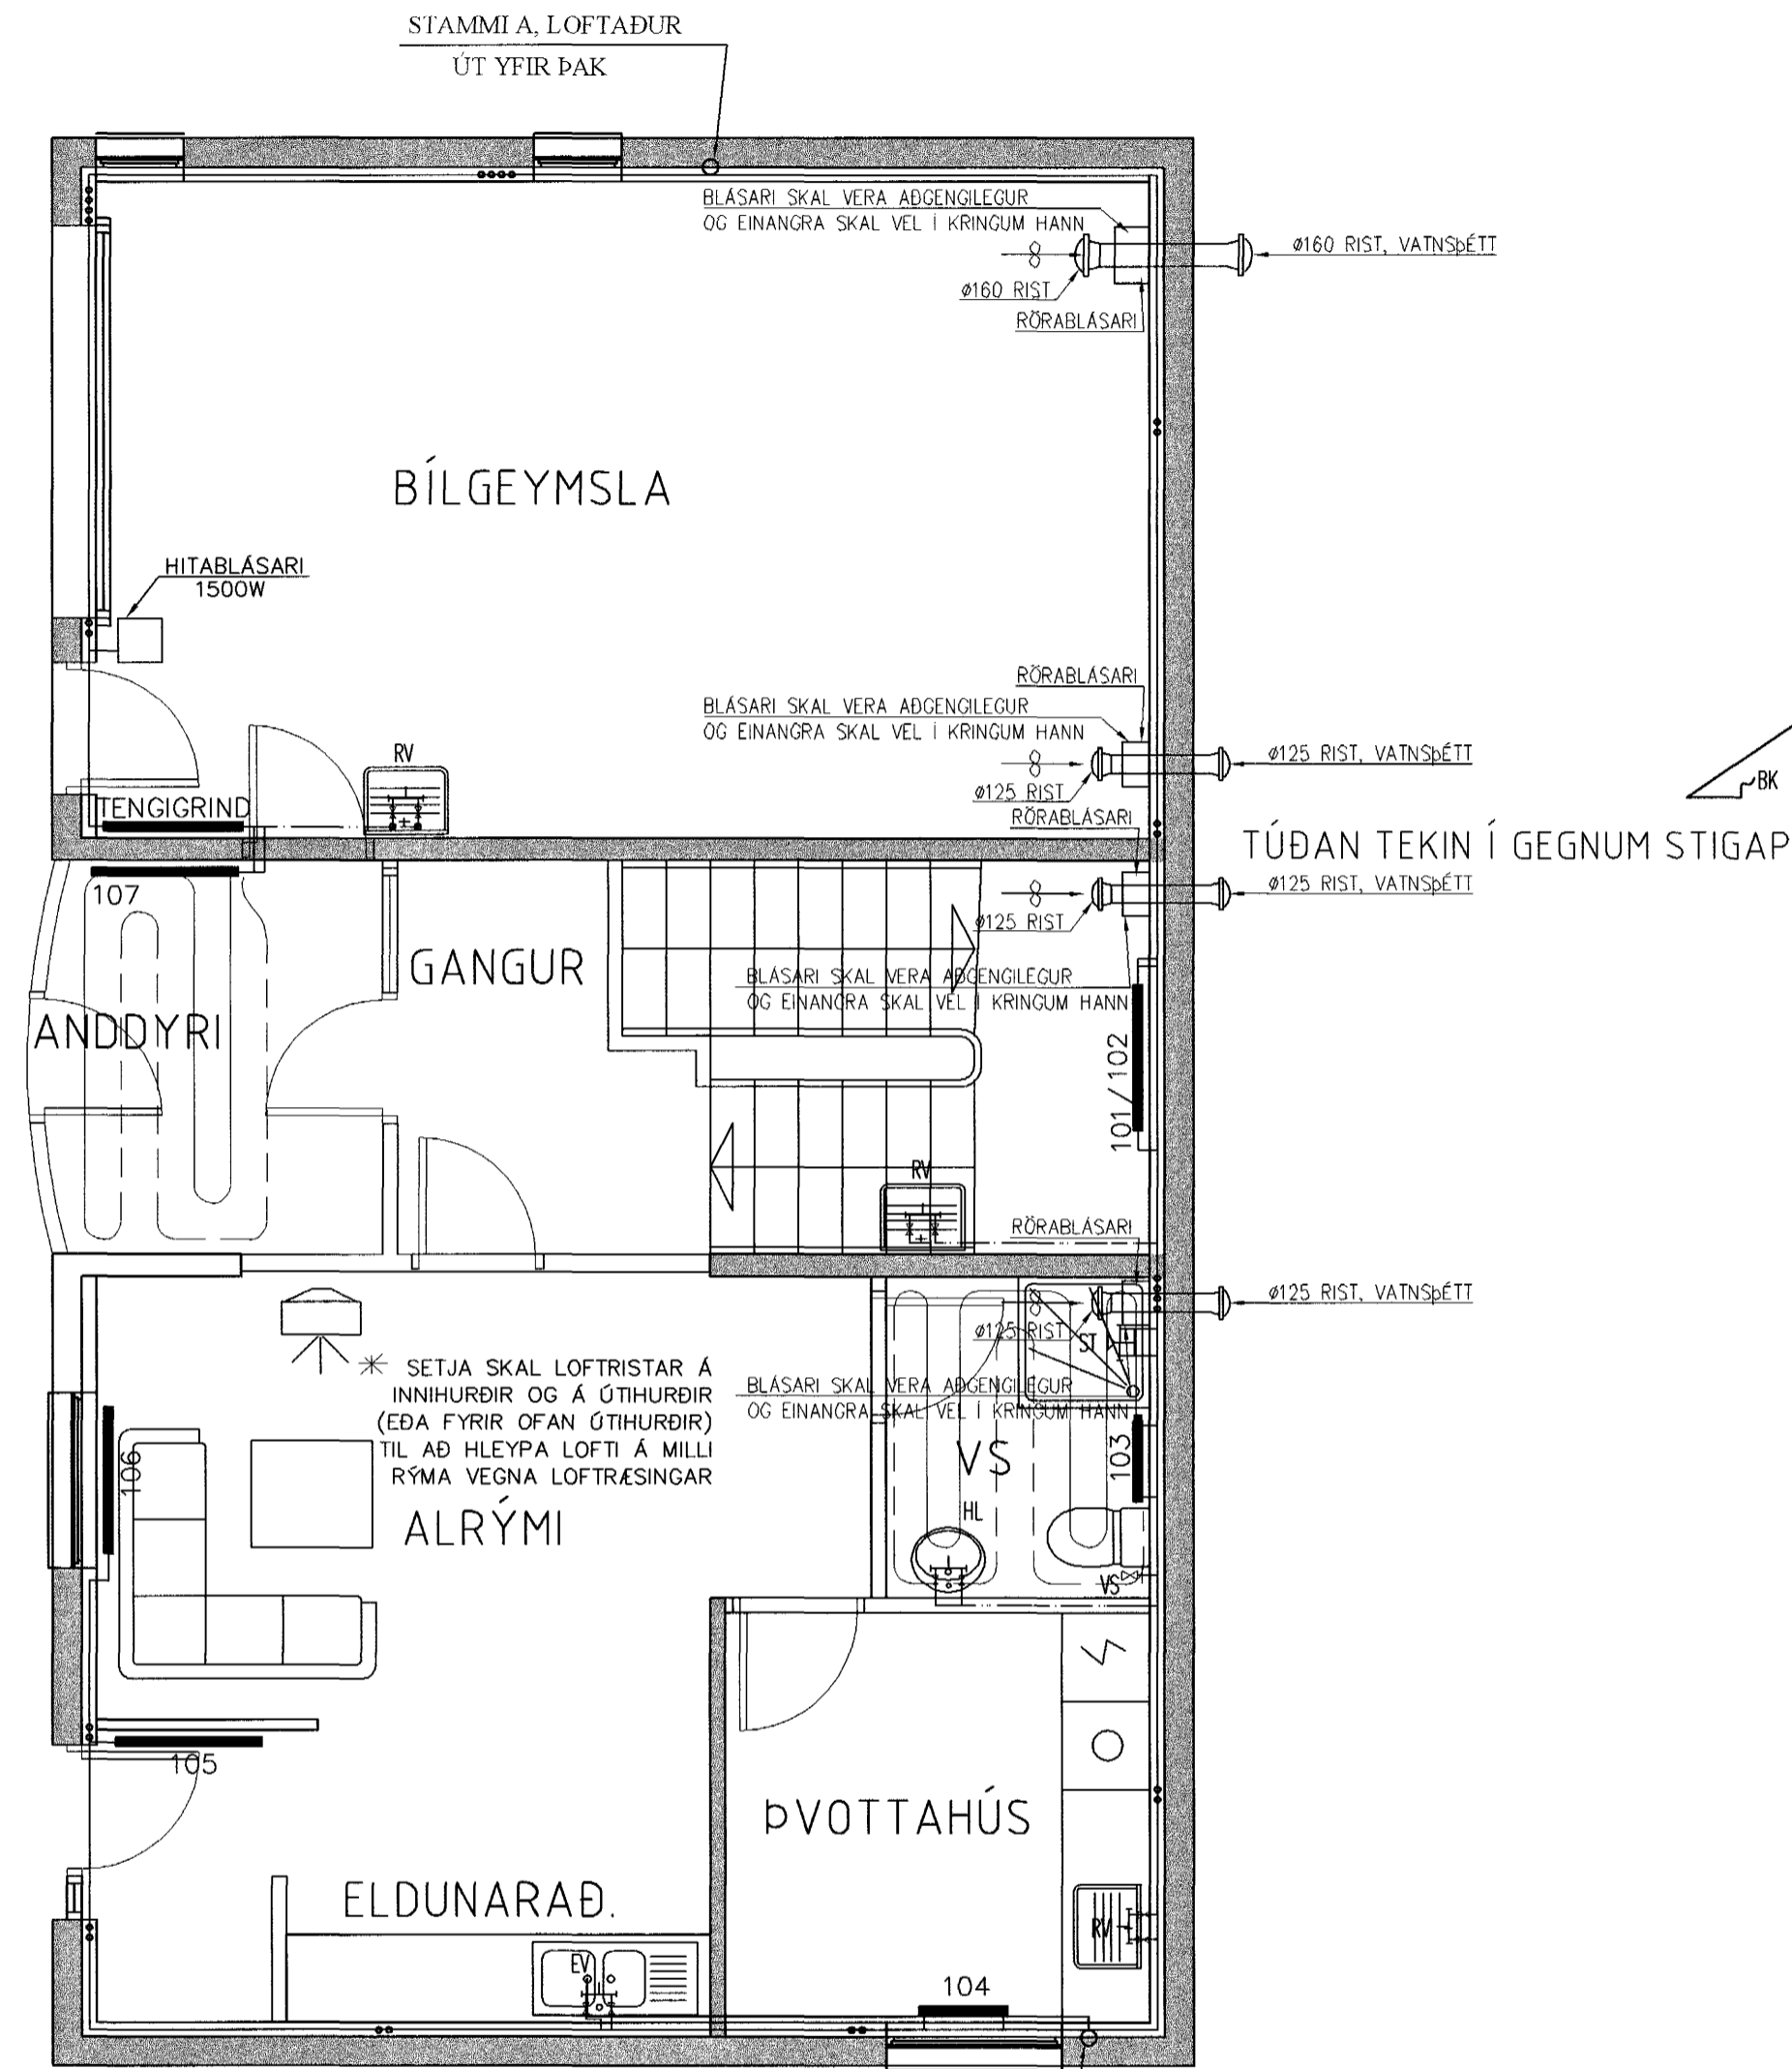 STAMMI A, LOFTAÐUR
ÚT YFIR ÞAK
BLÁSARI SKAL VERA AÐGENGILEGUR
OG EINANGRA SKAL VEL Í KRINGUM HANN
ø160 RIST, VATNSÞÉTT
ø160 RIST
RÖRABLÁSARI
BÍLGEYMSLA
HITABLÁSARI
1500W
RÖRABLÁSARI
BLÁSARI SKAL VERA AÐGENGILEGUR
OG EINANGRA SKAL VEL Í KRINGUM HANN
RV
ø125 RIST, VATNSÞÉTT
ø125 RIST
BK
TENGIGRIND
RÖRABLÁSARI
TÚÐAN TEKIN Í GEGNUM STIGAP
107
ø125 RIST, VATNSÞÉTT
ø125 RIST
GANGUR
BLÁSARI SKAL VERA AÐGENGILEGUR
OG EINANGRA SKAL VEL Í KRINGUM HANN
ANDDYRI
101/102
RV
RÖRABLÁSARI
ø125 RIST, VATNSÞÉTT
ø125 RIST
ST
SETJA SKAL LOFTRISTAR Á
INNIHURÐIR OG Á ÚTIHURÐIR
(EÐA FYRIR OFAN ÚTIHURÐIR)
TIL AÐ HLEYPA LOFTI Á MILLI
RÝMA VEGNA LOFTRÆSINGAR
BLÁSARI SKAL VERA AÐGENGILEGUR
OG EINANGRA SKAL VEL Í KRINGUM HANN
106
VS
103
HL
ALRÝMI
VS
105
ÞVOTTAHÚS
ELDUNARAÐ.
RV
EV
104